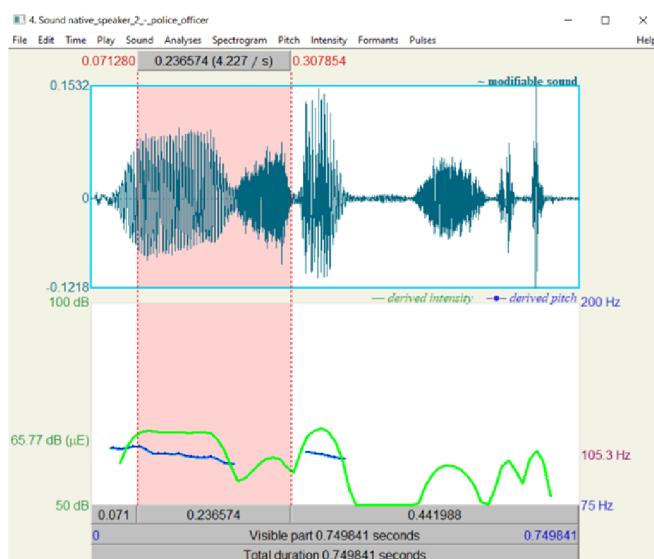 4. Sound native_speaker_2_-_police_officer
File Edit Time Play Sound Analyses Spectrogram Pitch Intensity Formants Pulses Help
0.071280 0.236574 (4.227 / s) 0.307854
~ modifiable sound
0.1532
0
-0.1218
100 dB — derived intensity derived pitch 200 Hz
65.77 dB (µE) 105.3 Hz
50 dB 75 Hz
0.071 0.236574 0.441988
0 Visible part 0.749841 seconds 0.749841
Total duration 0.749841 seconds